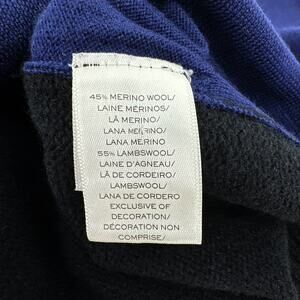 45% MERINO WOOL/
LAINE MÉRINOS/
LÃ MERINO/
LANA MERINO/
LANA MERINO
55% LAMBSWOOL/
LAINE D'AGNEAU/
LÃ DE CORDEIRO/
LAMBSWOOL/
LANA DE CORDERO
EXCLUSIVE OF
DECORATION/
DÉCORATION NON
COMPRISE/